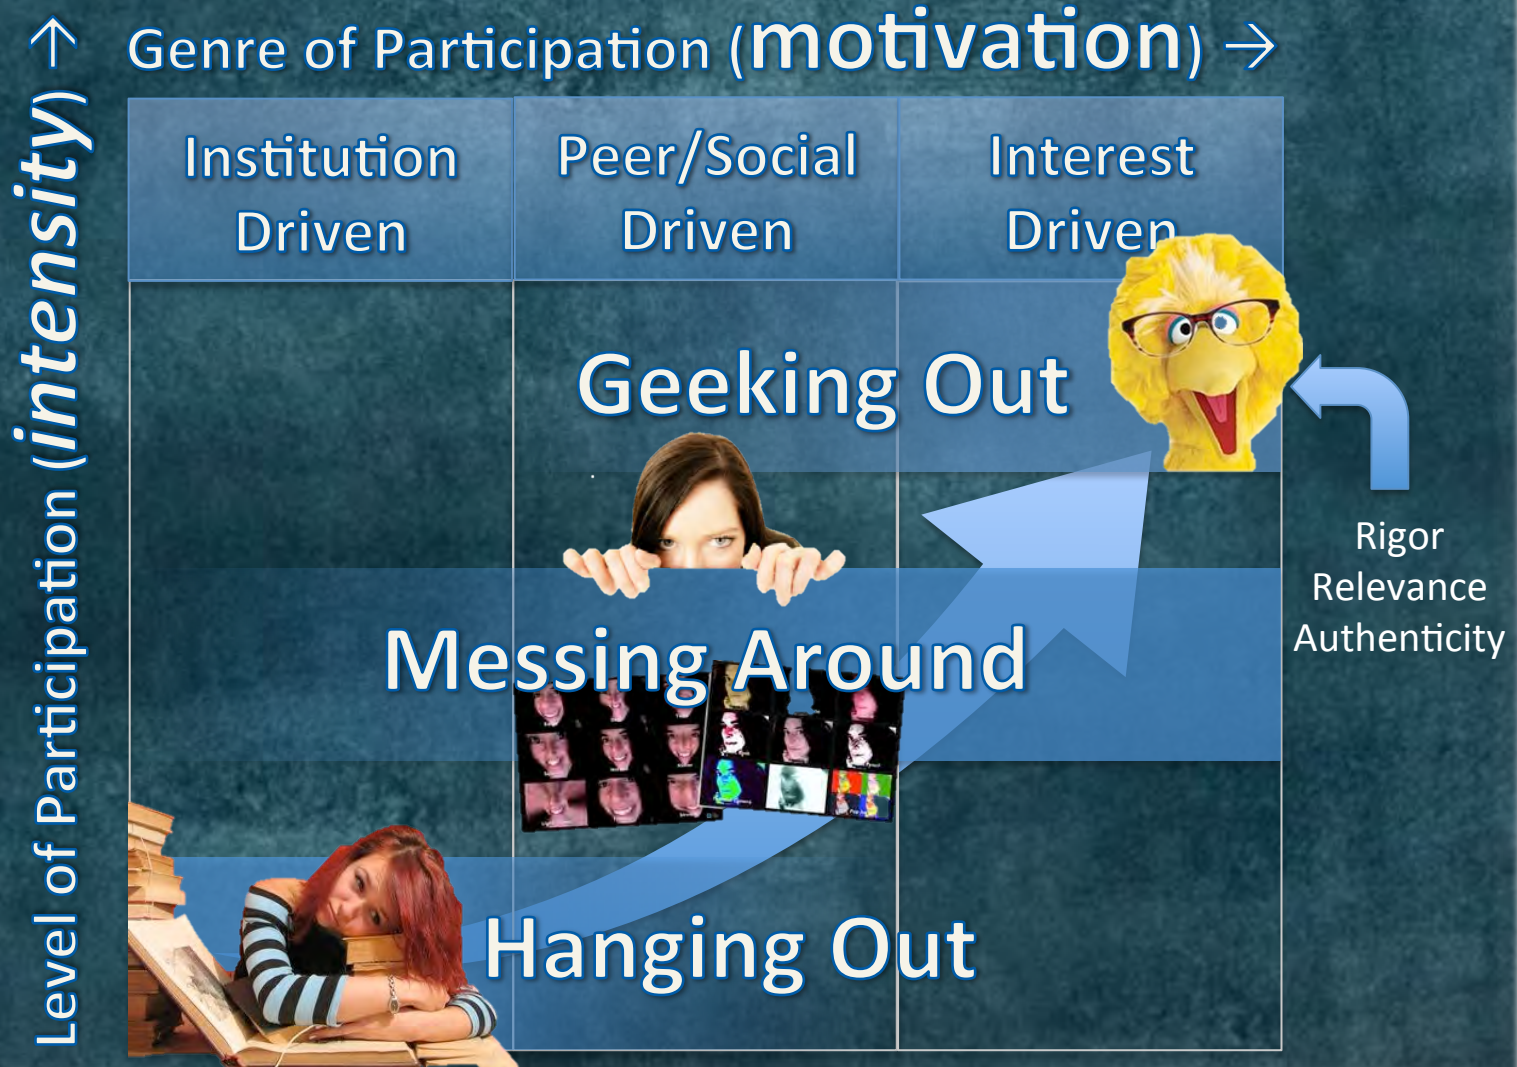 Genre of Participation (motivation) →
Level of Participation (intensity) →
Institution
Driven
Peer/Social
Driven
Interest
Driven
Geeking Out
Rigor
Relevance
Authenticity
Messing Around
Hanging Out